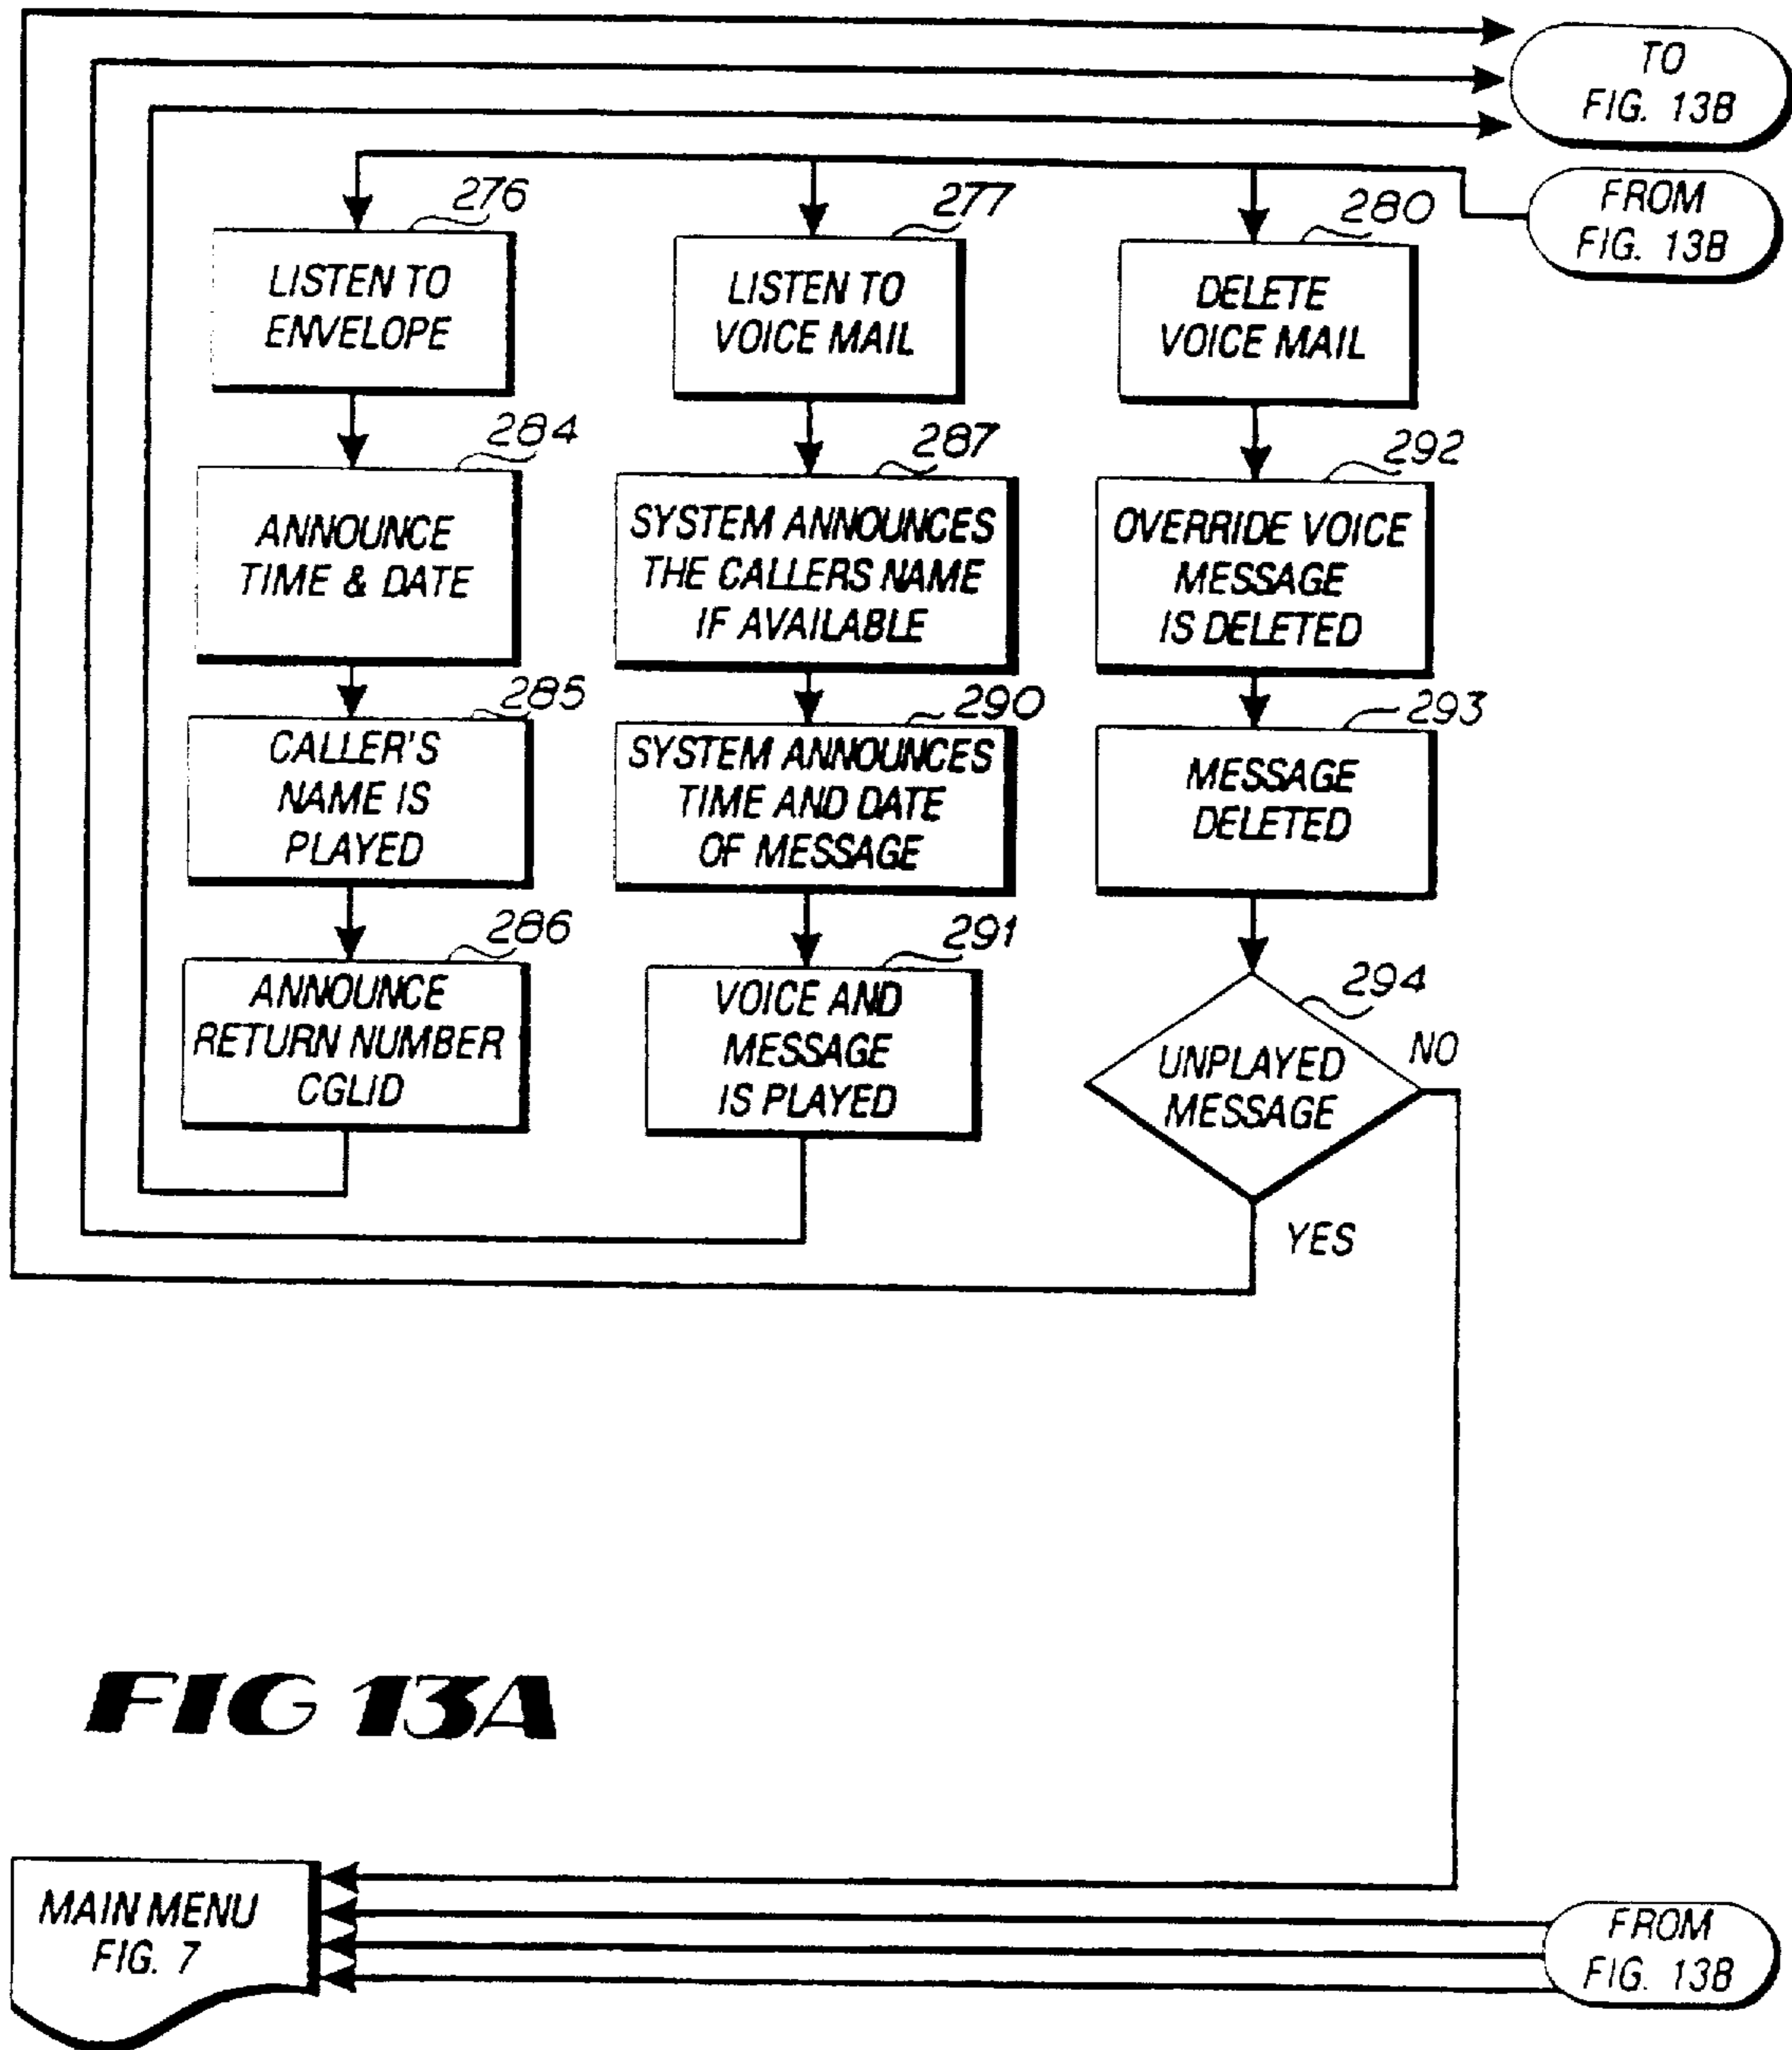 TO
FIG. 13B
FROM
FIG. 13B
276
LISTEN TO
ENVELOPE
277
LISTEN TO
VOICE MAIL
280
DELETE
VOICE MAIL
284
ANNOUNCE
TIME & DATE
287
SYSTEM ANNOUNCES
THE CALLERS NAME
IF AVAILABLE
292
OVERRIDE VOICE
MESSAGE
IS DELETED
285
CALLER'S
NAME IS
PLAYED
290
SYSTEM ANNOUNCES
TIME AND DATE
OF MESSAGE
293
MESSAGE
DELETED
286
ANNOUNCE
RETURN NUMBER
CGLID
291
VOICE AND
MESSAGE
IS PLAYED
294
UNPLAYED
MESSAGE
NO
YES
FIG 13A
MAIN MENU
FIG. 7
FROM
FIG. 13B